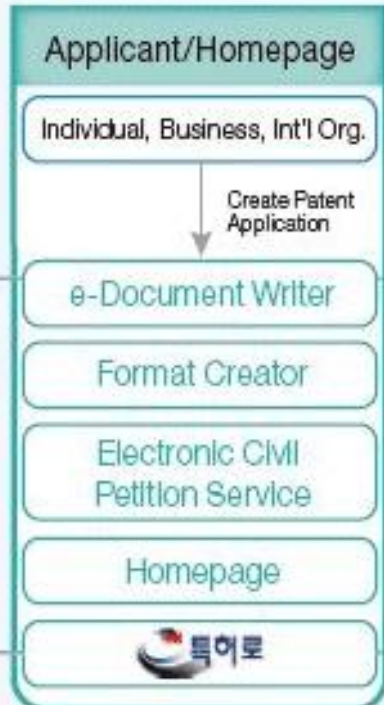 Applicant/Homepage
Individual, Business, Int'l Org.
Create Patent
Application
e-Document Writer
Format Creator
Electronic Civil
Petition Service
Homepage
특허로